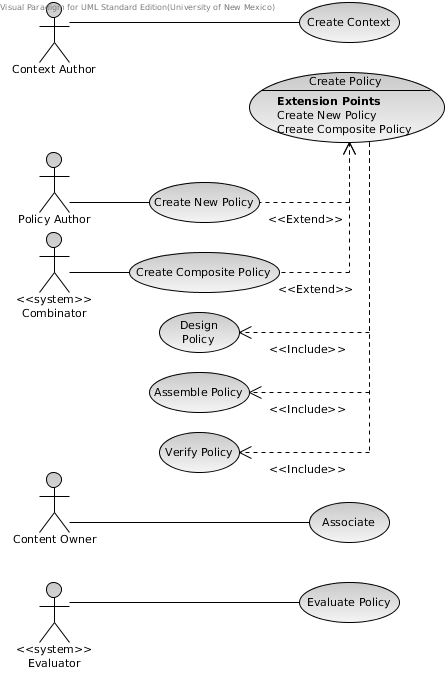 Visual Paradigm for UML Standard Edition(University of New Mexico)
Create Context
Context Author
Create Policy
Extension Points
Create New Policy
Create Composite Policy
Create New Policy
Policy Author
<<Extend>>
Create Composite Policy
<<system>>
Combinator
<<Extend>>
Design
Policy
<<Include>>
Assemble Policy
<<Include>>
Verify Policy
<<Include>>
Associate
Content Owner
Evaluate Policy
<<system>>
Evaluator